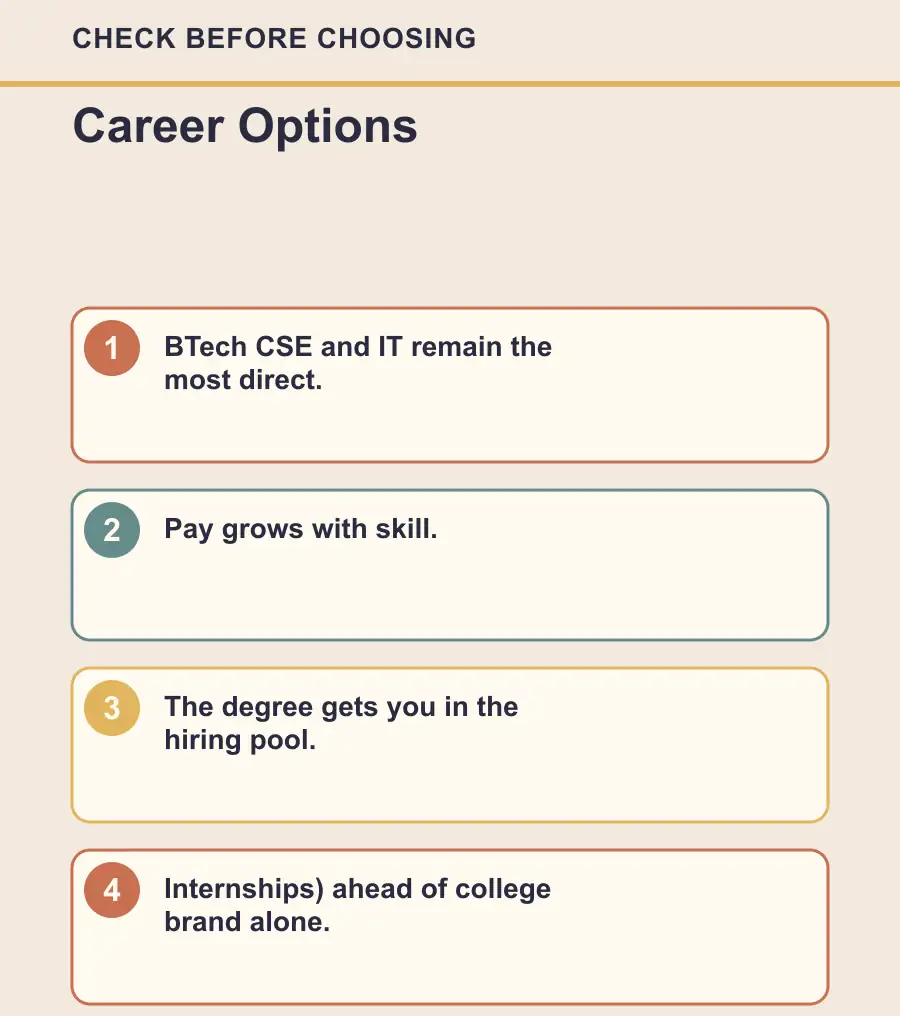 CHECK BEFORE CHOOSING
Career Options
1
BTech CSE and IT remain the
most direct.
2
Pay grows with skill.
3
The degree gets you in the
hiring pool.
4
Internships) ahead of college
brand alone.